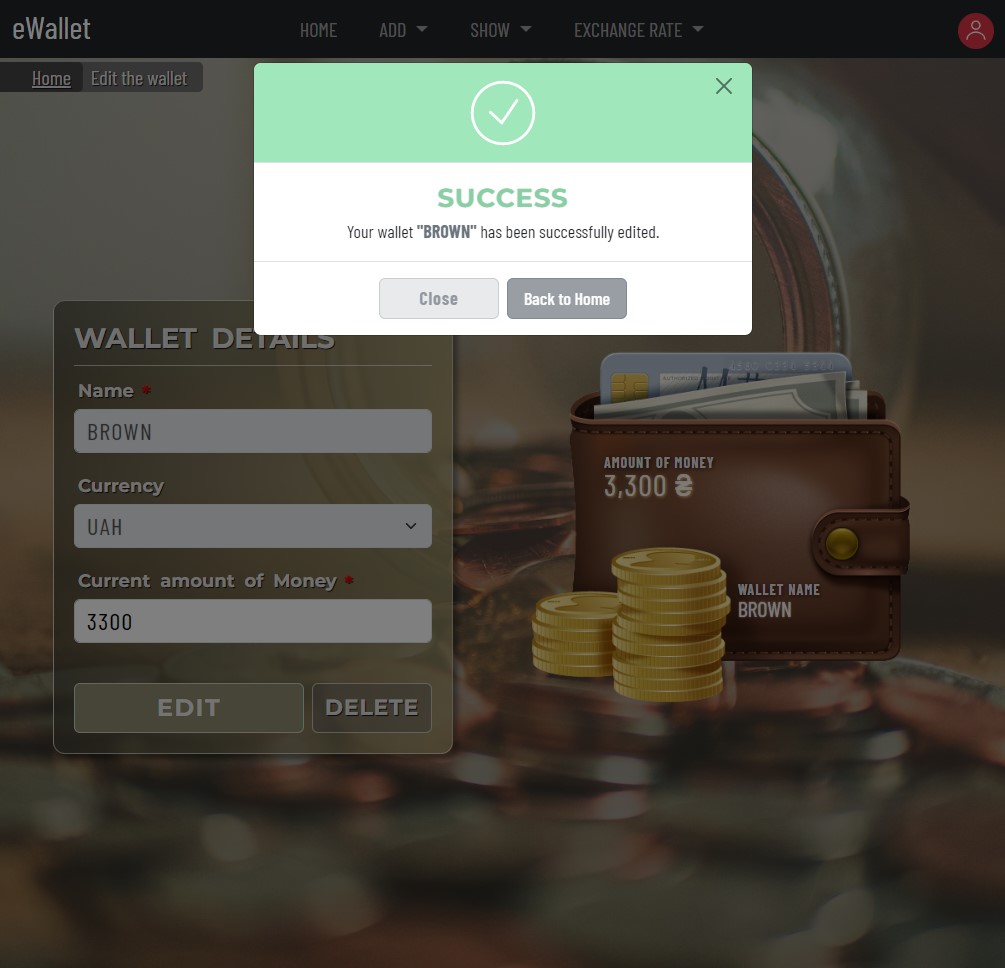 eWallet
HOME
ADD
SHOW
EXCHANGE RATE
Home
Edit the wallet
SUCCESS
Your wallet "BROWN" has been successfully edited.
Close
Back to Home
WALLET DETAILS
Name *
BROWN
Currency
UAH
Current amount of Money *
3300
EDIT
DELETE
AMOUNT OF MONEY
3,300 ₴
WALLET NAME
BROWN